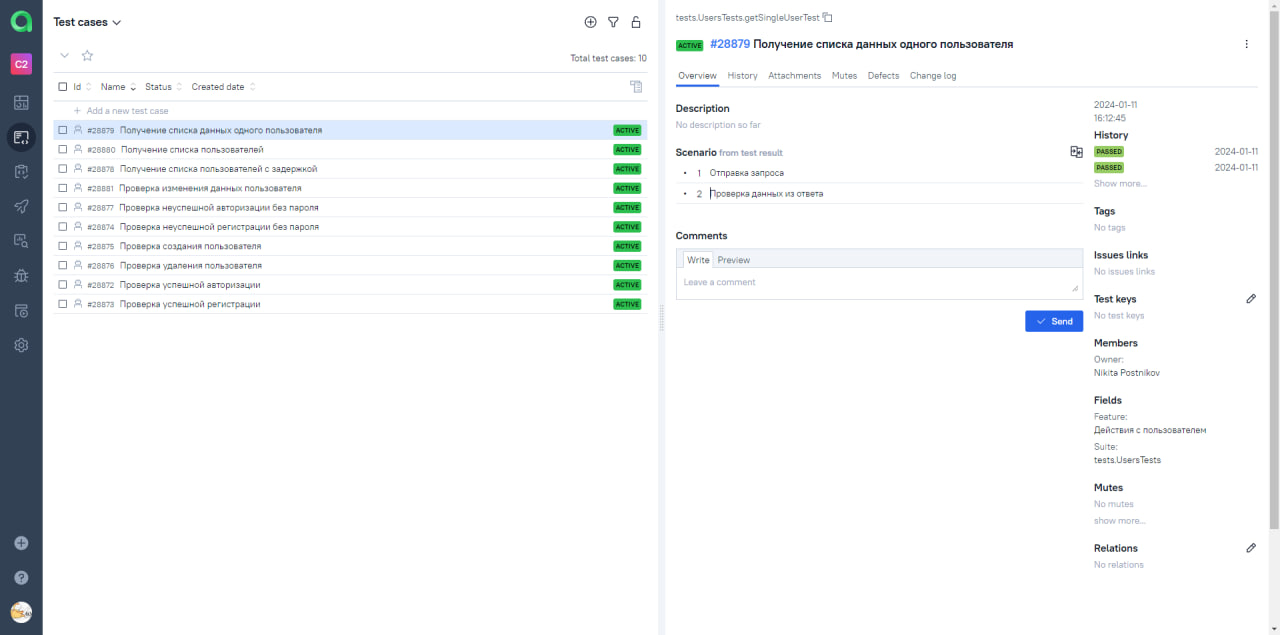 C2
Test cases
Total test cases: 10
Id Name Status Created date
Add a new test case
#28879 Получение списка данных одного пользователя ACTIVE
#28880 Получение списка пользователей ACTIVE
#28878 Получение списка пользователей с задержкой ACTIVE
#28881 Проверка изменения данных пользователя ACTIVE
#28877 Проверка неуспешной авторизации без пароля ACTIVE
#28874 Проверка неуспешной регистрации без пароля ACTIVE
#28875 Проверка создания пользователя ACTIVE
#28876 Проверка удаления пользователя ACTIVE
#28872 Проверка успешной авторизации ACTIVE
#28873 Проверка успешной регистрации ACTIVE
tests.UsersTests.getSingleUserTest
ACTIVE #28879 Получение списка данных одного пользователя
Overview History Attachments Mutes Defects Change log
Description
No description so far
Scenario from test result
1 Отправка запроса
2 Проверка данных из ответа
Comments
Write Preview
Leave a comment
Send
2024-01-11
16:12:45
History
PASSED 2024-01-11
PASSED 2024-01-11
Show more...
Tags
No tags
Issues links
No issues links
Test keys
No test keys
Members
Owner:
Nikita Postnikov
Fields
Feature:
Действия с пользователем
Suite:
tests.UsersTests
Mutes
No mutes
show more...
Relations
No relations